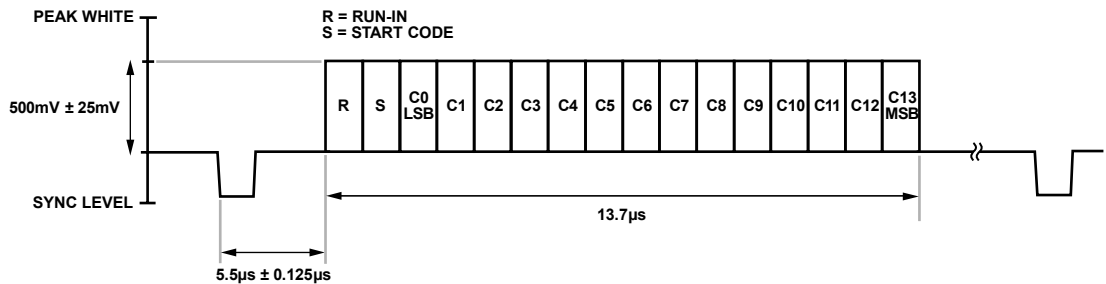 PEAK WHITE
R = RUN-IN
S = START CODE
500mV ± 25mV
R
S
C0
LSB
C1
C2
C3
C4
C5
C6
C7
C8
C9
C10
C11
C12
C13
MSB
SYNC LEVEL
13.7µs
5.5µs ± 0.125µs